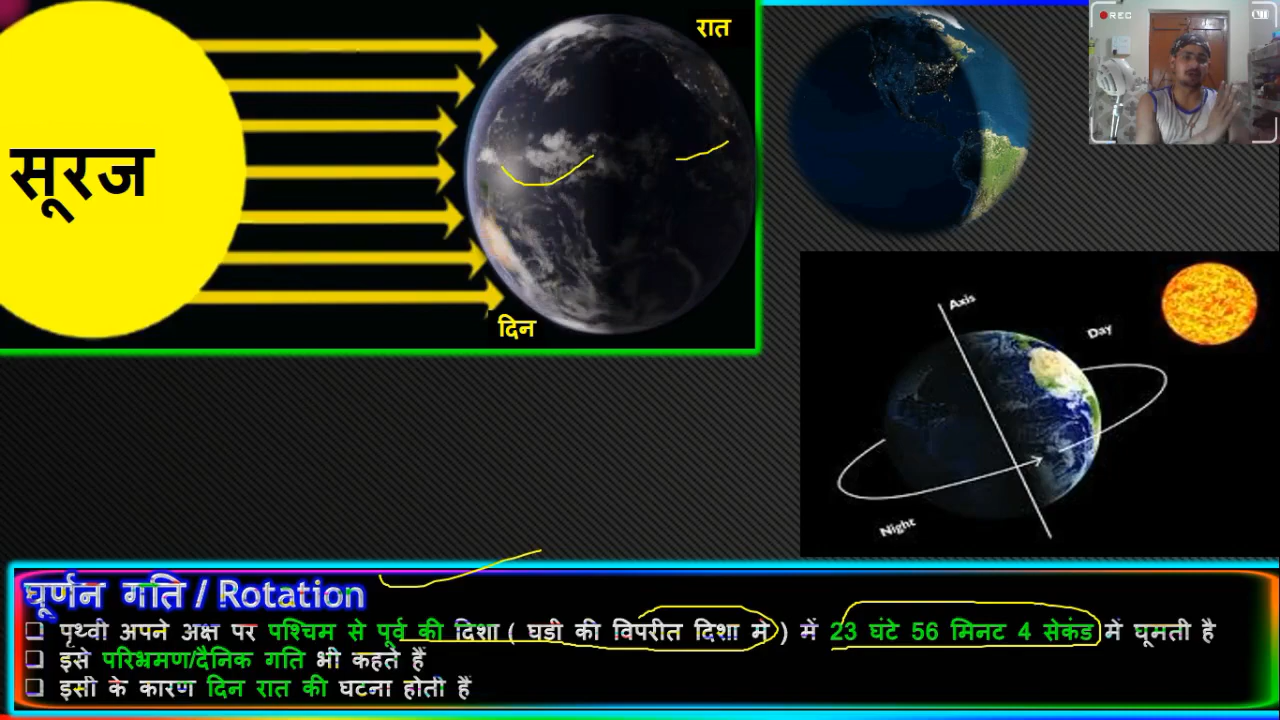 रात
REC
सूरज
Axis
Day
दिन
Night
घूर्णन गति / Rotation
पृथ्वी अपने अक्ष पर पश्चिम से पूर्व की दिशा ( घडी की विपरीत दिशा मे ) में 23 घंटे 56 मिनट 4 सेकंड में घूमती है
इसे परिभ्रमण/दैनिक गति भी कहते हैं
इसी के कारण दिन रात की घटना होती हैं